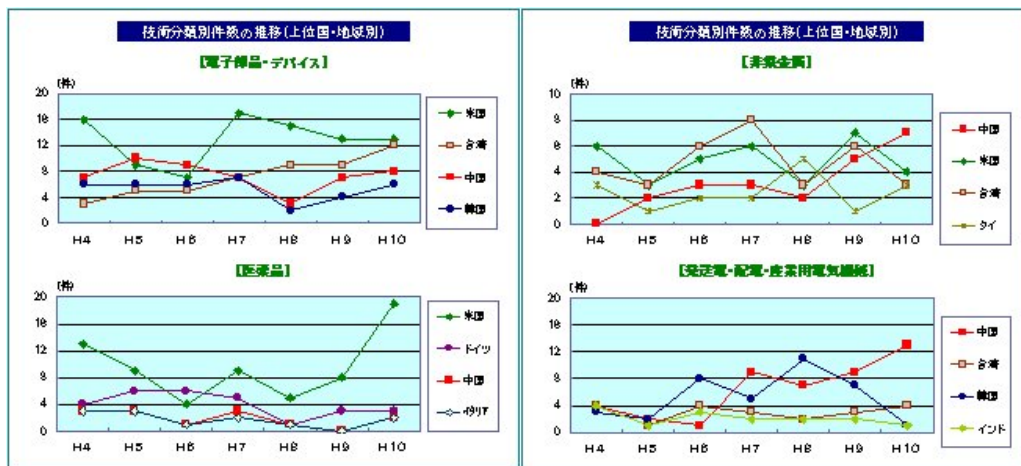 技術分類別件数の推移(上位国・地域別)
【電子部品・デバイス】
(件)
20
16
12
8
4
0
H4 H5 H6 H7 H8 H9 H10
米国
台湾
中国
韓国
【医薬品】
(件)
20
16
12
8
4
0
H4 H5 H6 H7 H8 H9 H10
米国
ドイツ
中国
イタリア
技術分類別件数の推移(上位国・地域別)
【非鉄金属】
(件)
10
8
6
4
2
0
H4 H5 H6 H7 H8 H9 H10
中国
米国
台湾
タイ
【発送電・配電・産業用電気機械】
(件)
20
16
12
8
4
0
H4 H5 H6 H7 H8 H9 H10
中国
台湾
韓国
インド